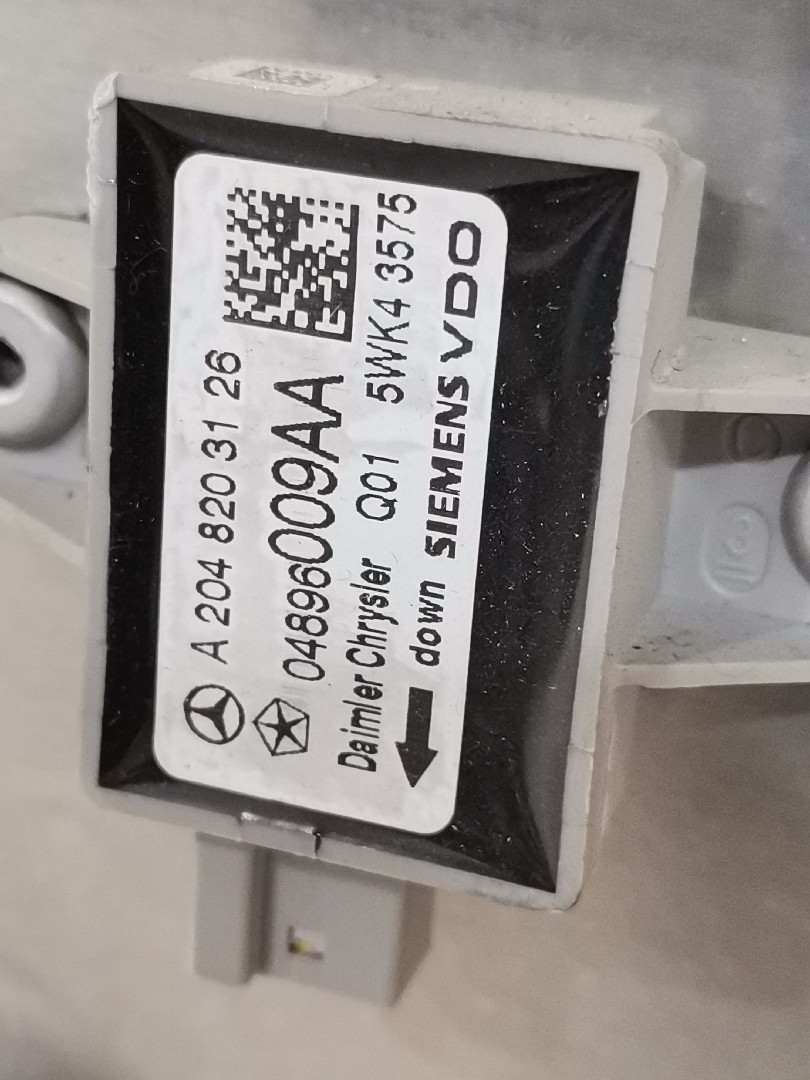 A 204 820 31 26
04896009AA
Daimler Chrysler Q01 5WK4 3575
down SIEMENS VDO